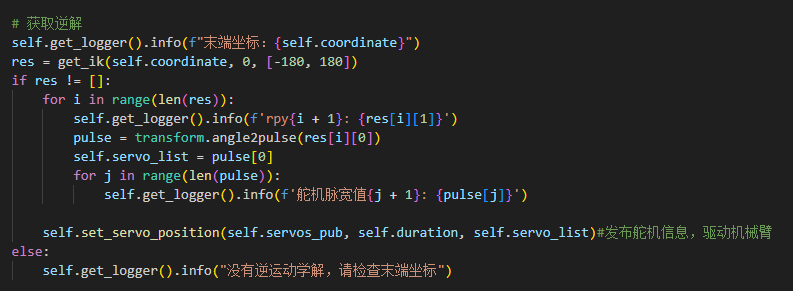 # 获取逆解
self.get_logger().info(f"末端坐标：{self.coordinate}")
res = get_ik(self.coordinate, 0, [-180, 180])
if res != []:
    for i in range(len(res)):
        self.get_logger().info(f'rpy{i + 1}: {res[i][1]}')
        pulse = transform.angle2pulse(res[i][0])
        self.servo_list = pulse[0]
        for j in range(len(pulse)):
            self.get_logger().info(f'舵机脉宽值{j + 1}: {pulse[j]}')
    self.set_servo_position(self.servos_pub, self.duration, self.servo_list)#发布舵机信息，驱动机械臂
else:
    self.get_logger().info("没有逆运动学解，请检查末端坐标")